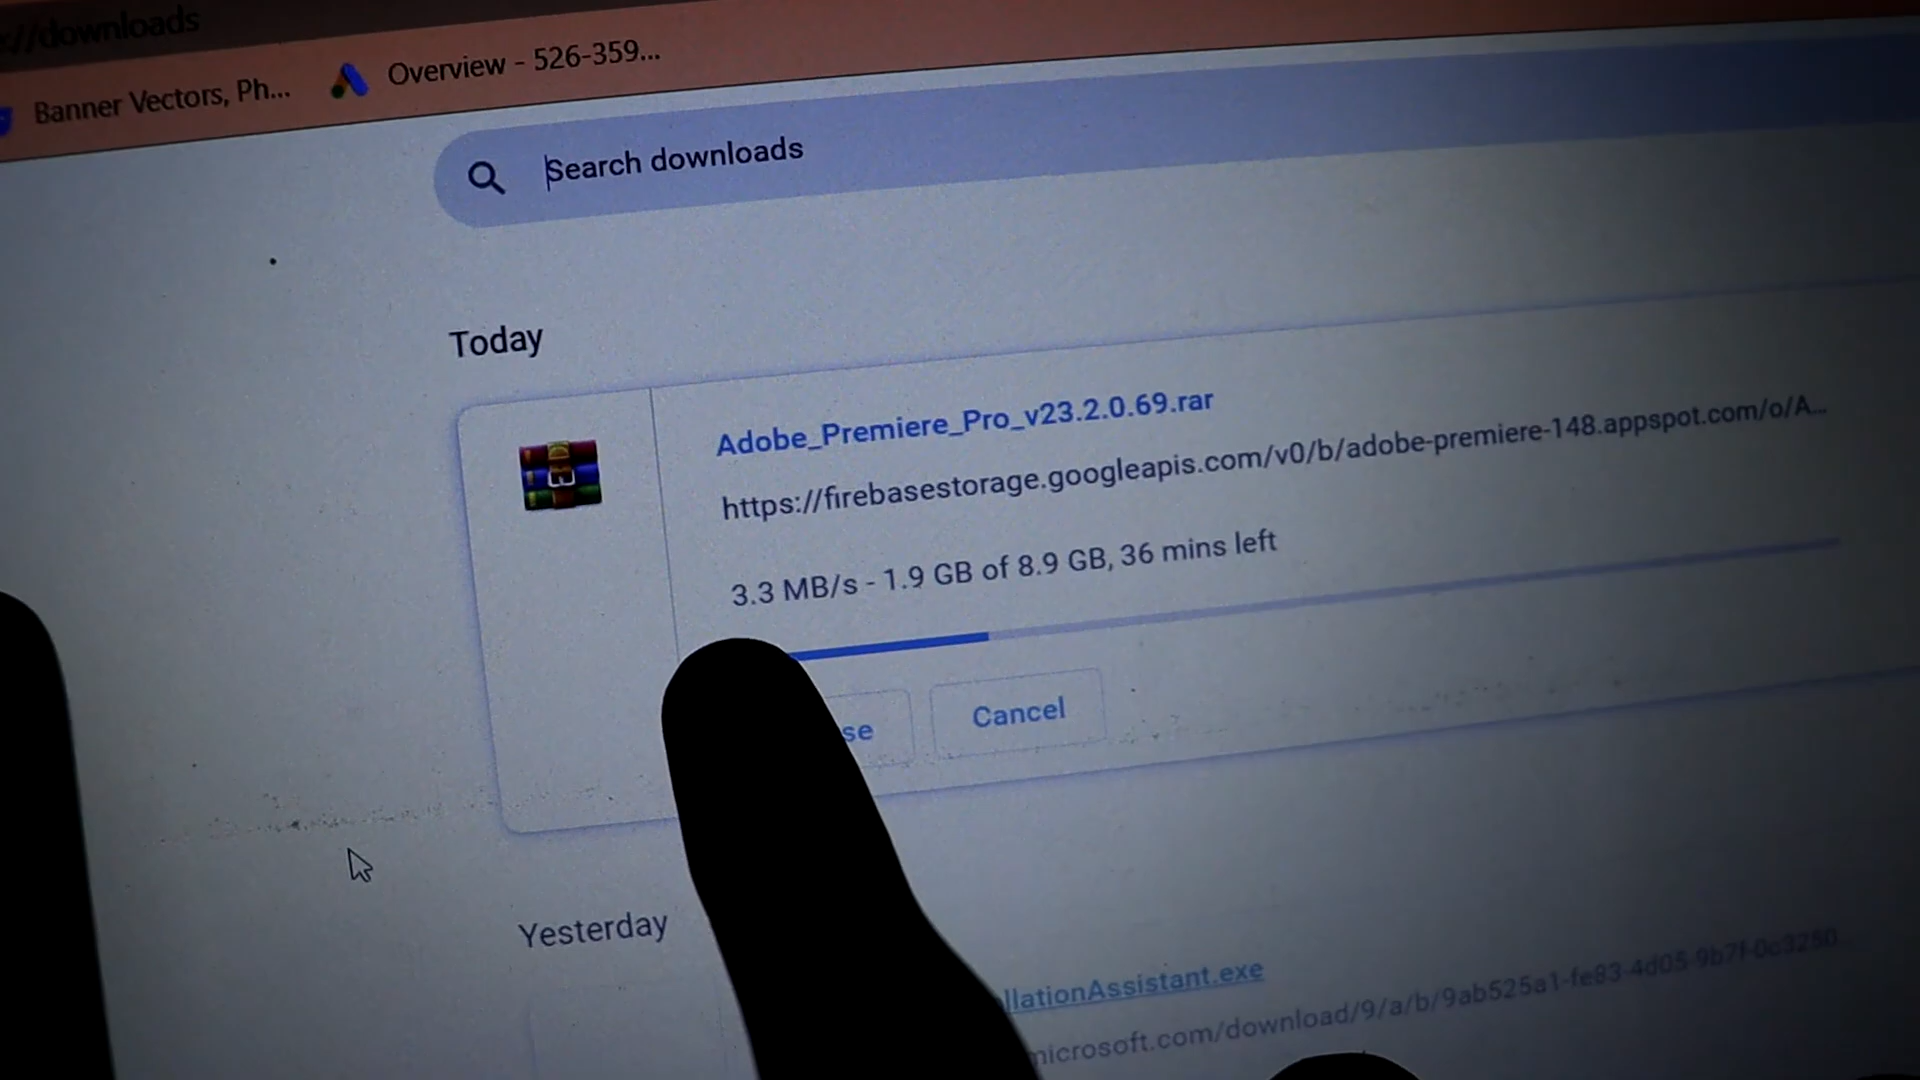 ://downloads
Banner Vectors, Ph...
Overview - 526-359...
Search downloads
Today
Adobe_Premiere_Pro_v23.2.0.69.rar
https://firebasestorage.googleapis.com/v0/b/adobe-premiere-148.appspot.com/o/A...
3.3 MB/s - 1.9 GB of 8.9 GB, 36 mins left
se
Cancel
Yesterday
llationAssistant.exe
microsoft.com/download/9/a/b/9ab525a1-fe83-4d05-9b7f-0c3250...